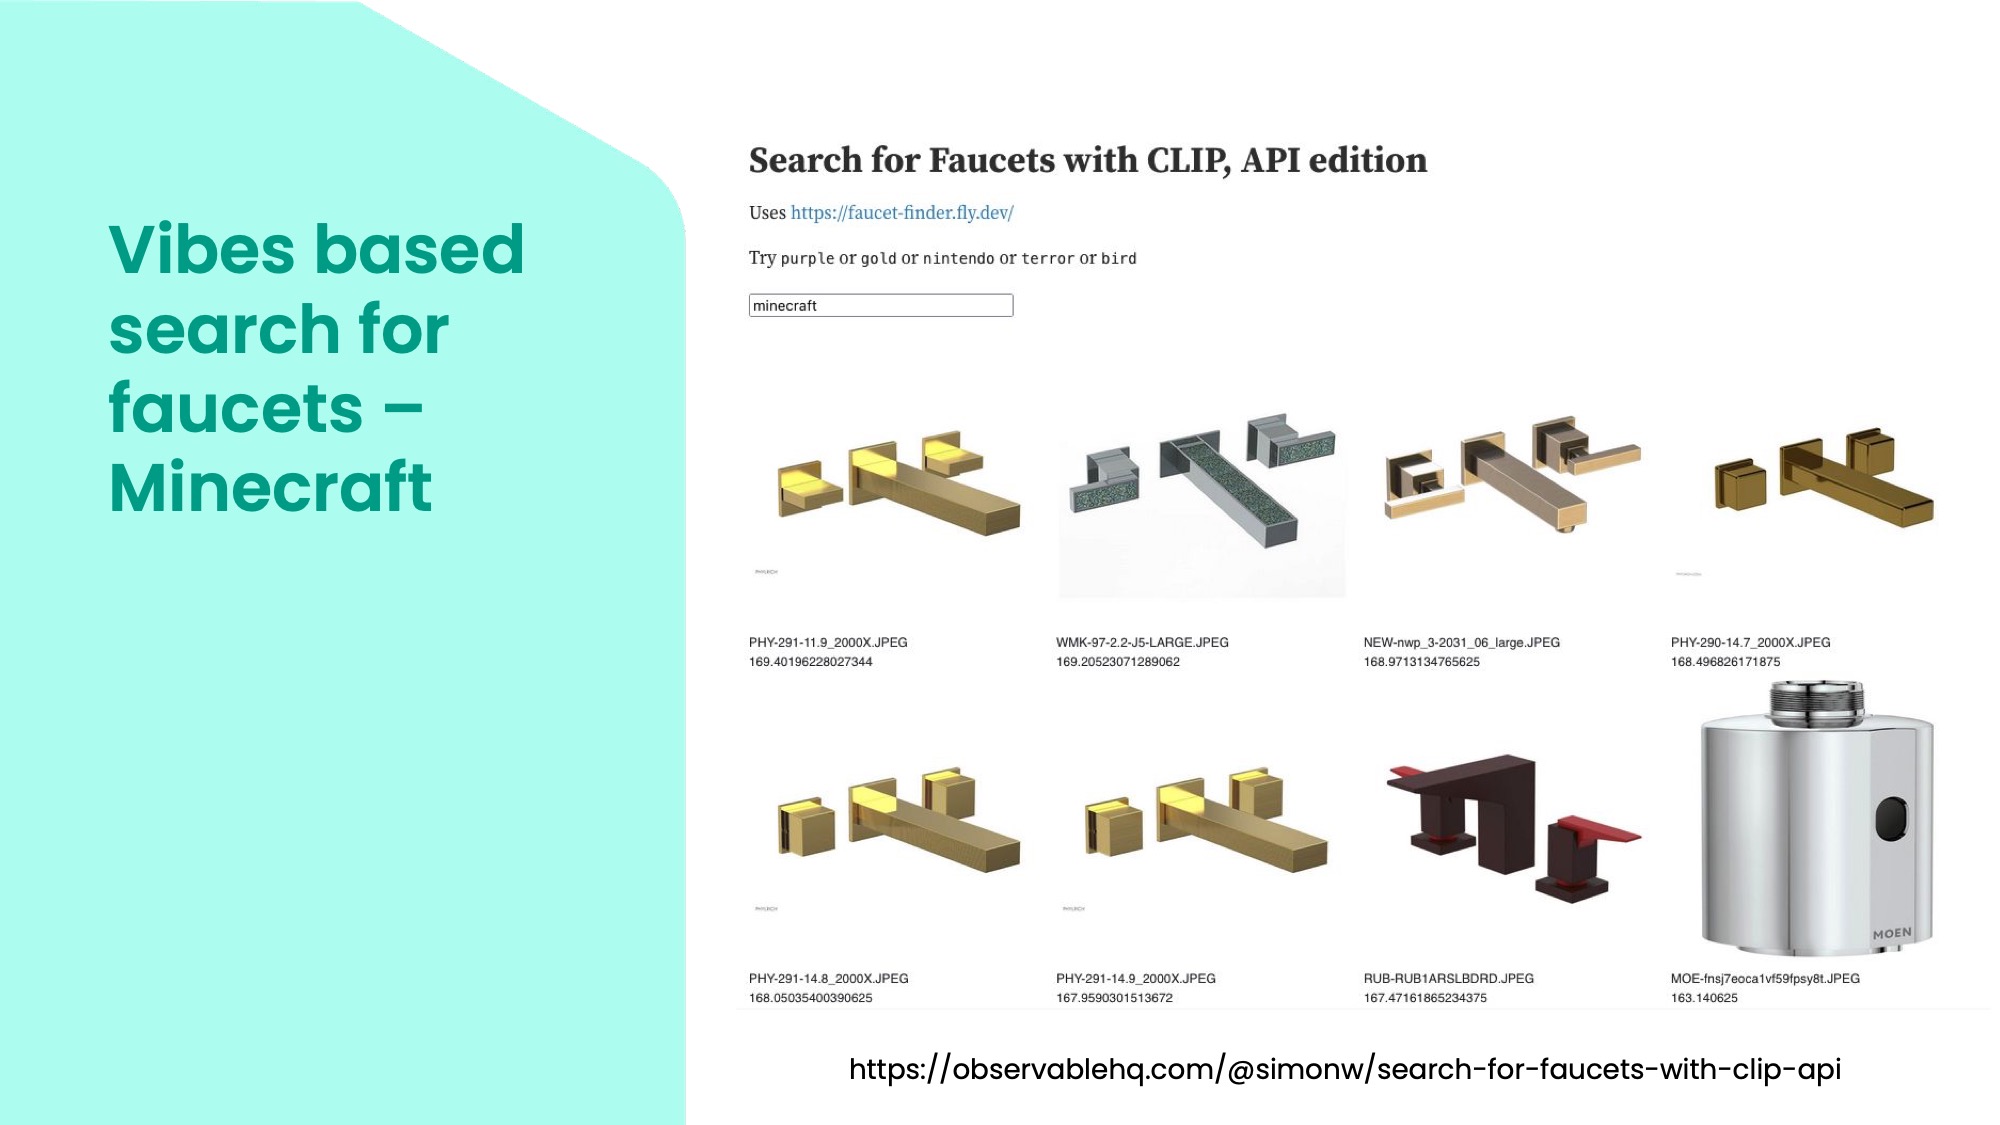 Vibes based
search for
faucets –
Minecraft
Search for Faucets with CLIP, API edition
Uses https://faucet-finder.fly.dev/
Try purple or gold or nintendo or terror or bird
minecraft
PHY-291-11.9_2000X.JPEG
169.40196228027344
WMK-97-2.2-J5-LARGE.JPEG
169.20523071289062
NEW-nwp_3-2031_06_large.JPEG
168.9713134765625
PHY-290-14.7_2000X.JPEG
168.496826171875
MOEN
PHY-291-14.8_2000X.JPEG
168.05035400390625
PHY-291-14.9_2000X.JPEG
167.9590301513672
RUB-RUB1ARSLBDRD.JPEG
167.47161865234375
MOE-fnsj7eoca1vf59fpsy8t.JPEG
163.140625
https://observablehq.com/@simonw/search-for-faucets-with-clip-api